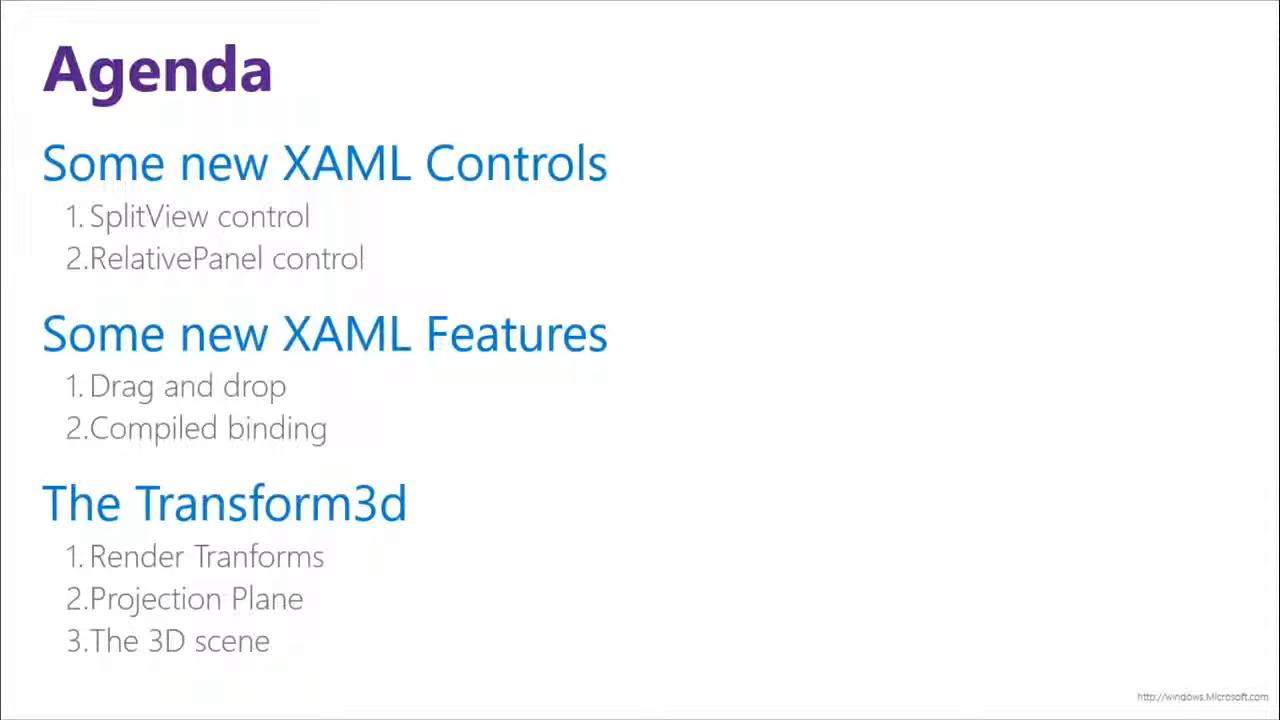 Agenda
Some new XAML Controls
1. SplitView control
2.RelativePanel control
Some new XAML Features
1. Drag and drop
2.Compiled binding
The Transform3d
1. Render Tranforms
2.Projection Plane
3.The 3D scene
http://windows.Microsoft.com